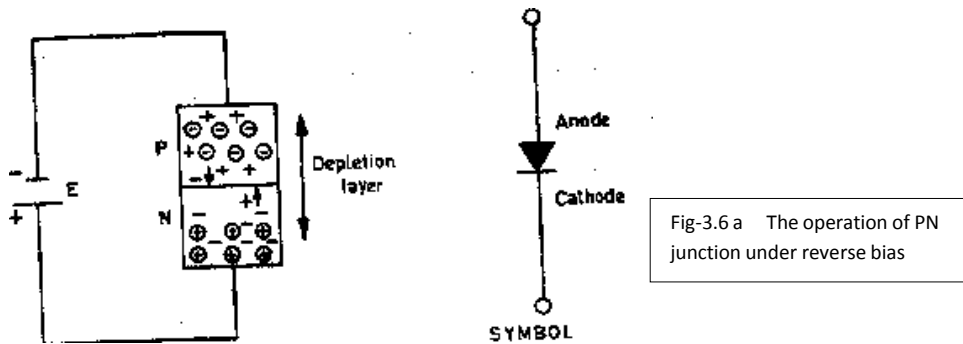 -
+
E
P
N
Depletion
layer
Anode
Cathode
SYMBOL
Fig-3.6 a The operation of PN
junction under reverse bias